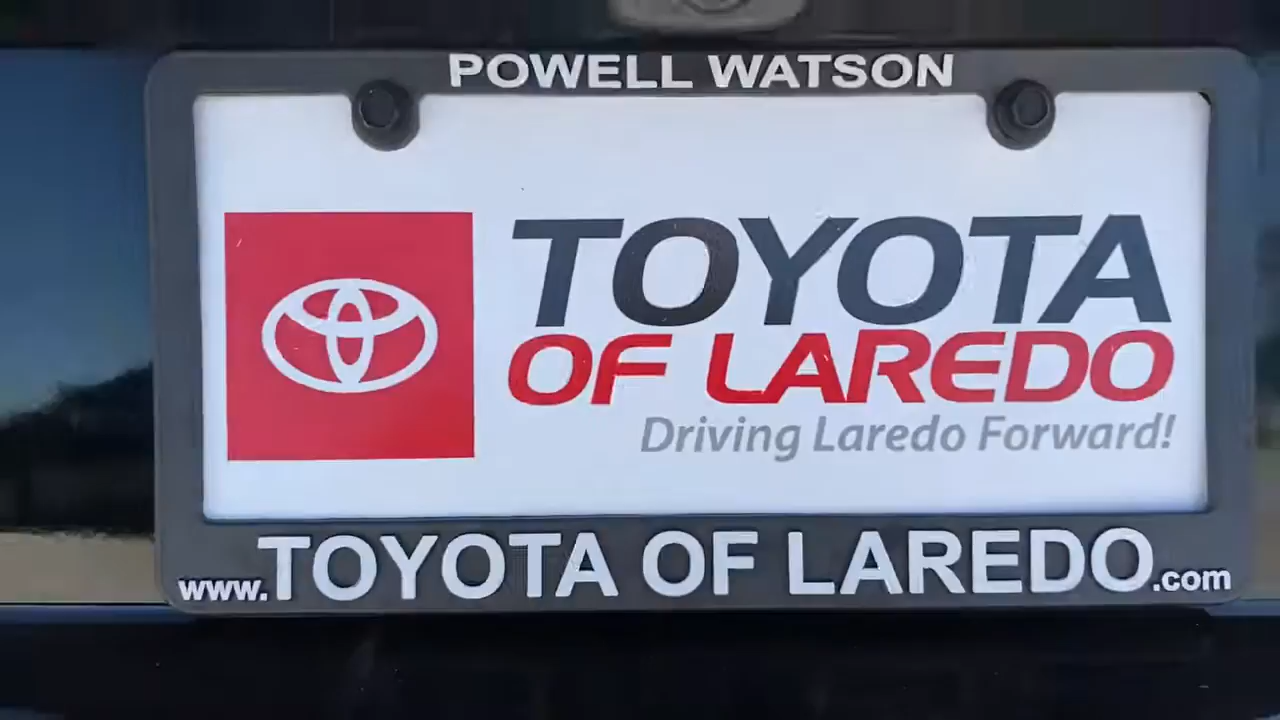 POWELL WATSON
TOYOTA
OF LAREDO
Driving Laredo Forward!
www.TOYOTA OF LAREDO.com